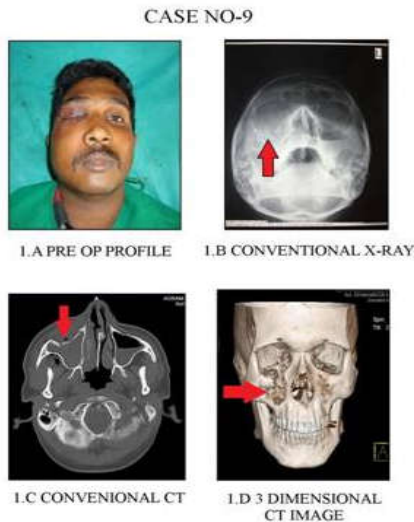 CASE NO-9
1.A PRE OP PROFILE
1.B CONVENTIONAL X-RAY
1.C CONVENIONAL CT
1.D 3 DIMENSIONAL
CT IMAGE